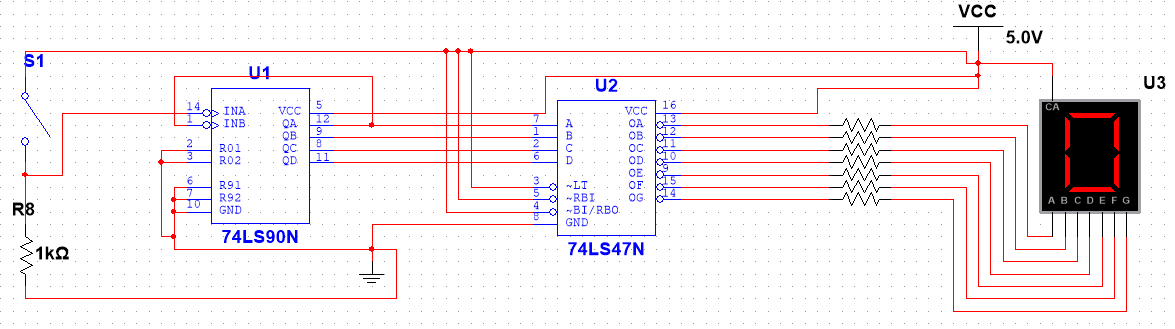 VCC
5.0V
S1
U1
U2
U3
14 INA VCC 5
1 INB QA 12
QB 9
2 R01 QC 8
3 R02 QD 11
6 R91
7 R92
10 GND
74LS90N
VCC 16
7 A OA 13
1 B OB 12
2 C OC 11
6 D OD 10
OE 9
3 ~LT OF 15
5 ~RBI OG 14
4 ~BI/RBO
8 GND
74LS47N
CA
A B C D E F G
R8
1kΩ